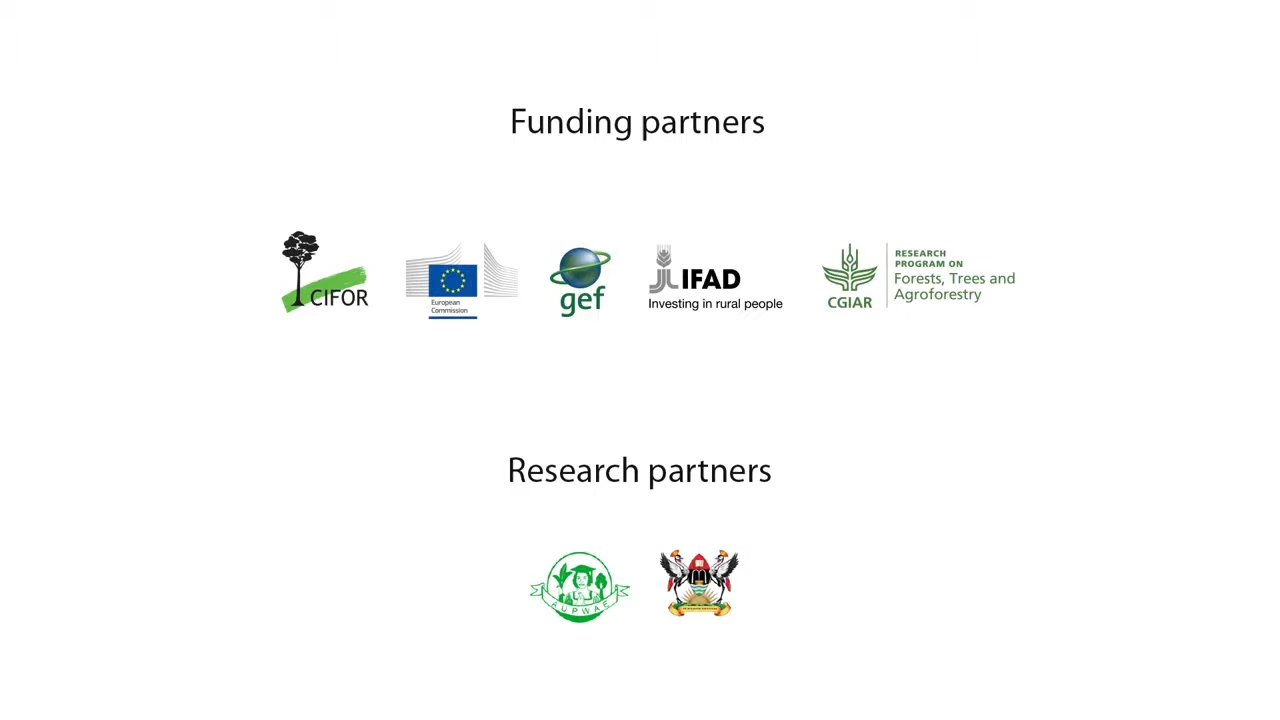 Funding partners
CIFOR
European
Commission
gef
IFAD
Investing in rural people
CGIAR
RESEARCH
PROGRAM ON
Forests, Trees and
Agroforestry
Research partners
AUPWAE